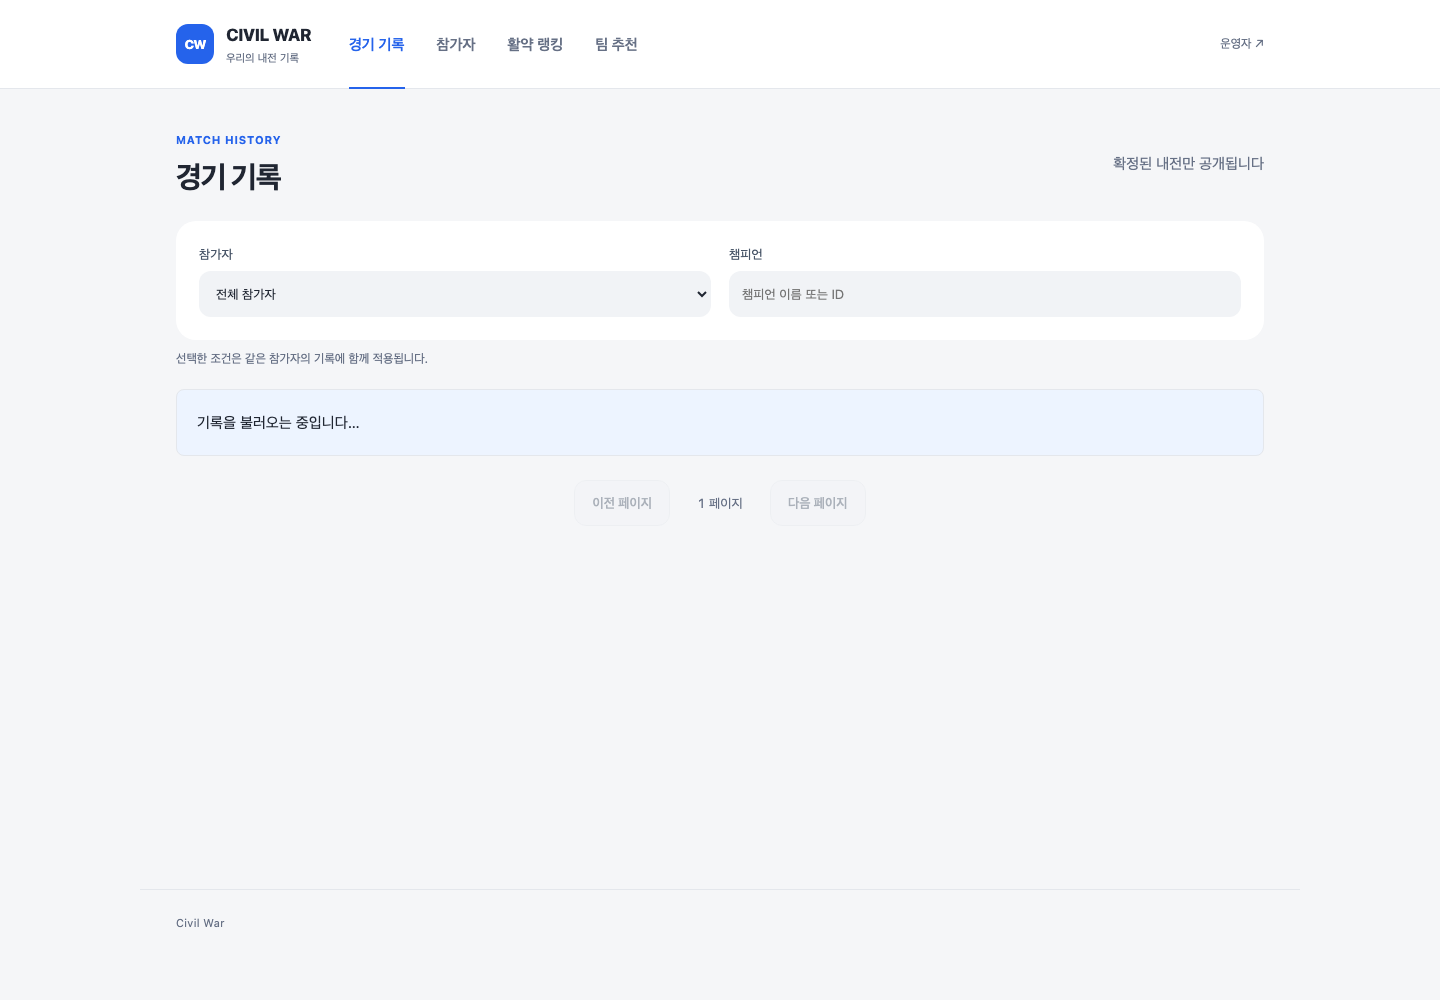 CW
CIVIL WAR
우리의 내전 기록
경기 기록
참가자
활약 랭킹
팀 추천
운영자 ↗
MATCH HISTORY
경기 기록
확정된 내전만 공개됩니다
참가자
전체 참가자
챔피언
챔피언 이름 또는 ID
선택한 조건은 같은 참가자의 기록에 함께 적용됩니다.
기록을 불러오는 중입니다…
이전 페이지
1 페이지
다음 페이지
Civil War